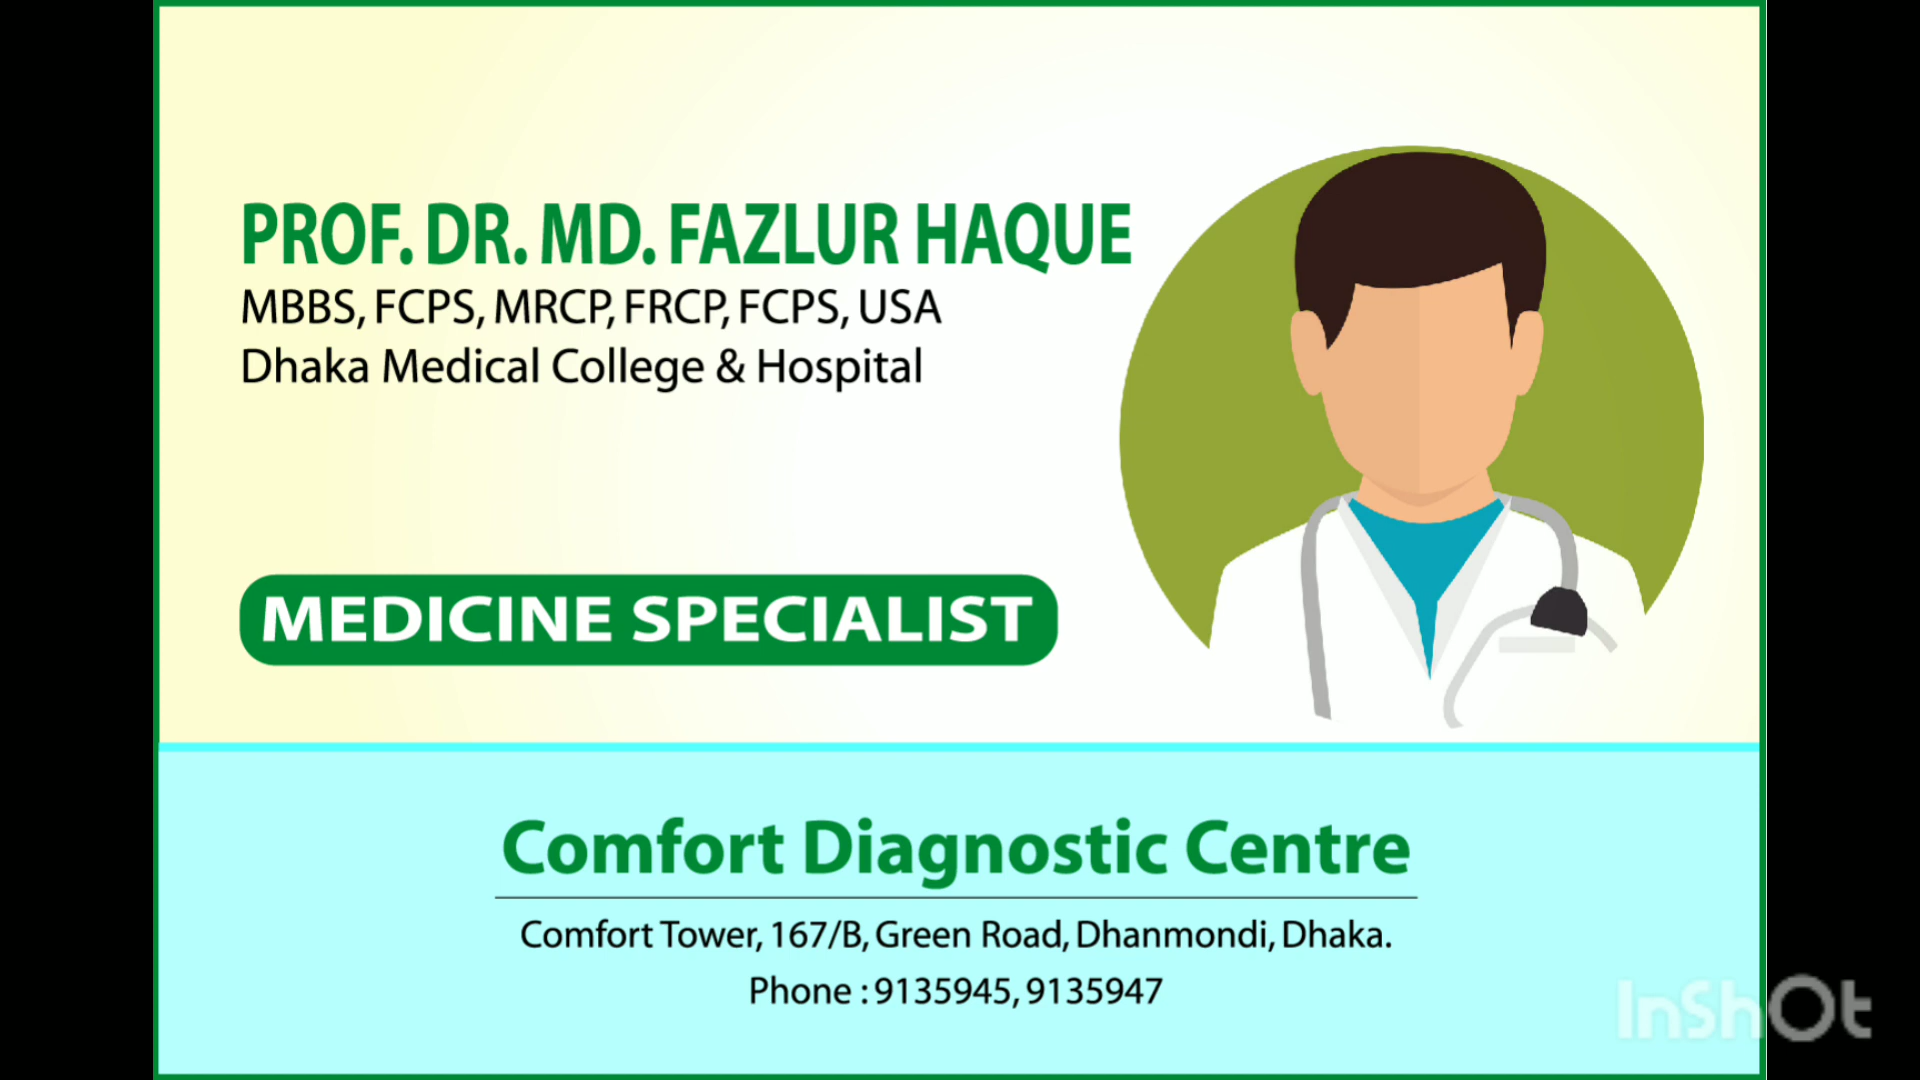 PROF. DR. MD. FAZLUR HAQUE
MBBS, FCPS, MRCP, FRCP, FCPS, USA
Dhaka Medical College & Hospital
MEDICINE SPECIALIST
Comfort Diagnostic Centre
Comfort Tower, 167/B, Green Road, Dhanmondi, Dhaka.
Phone : 9135945, 9135947
InShOt